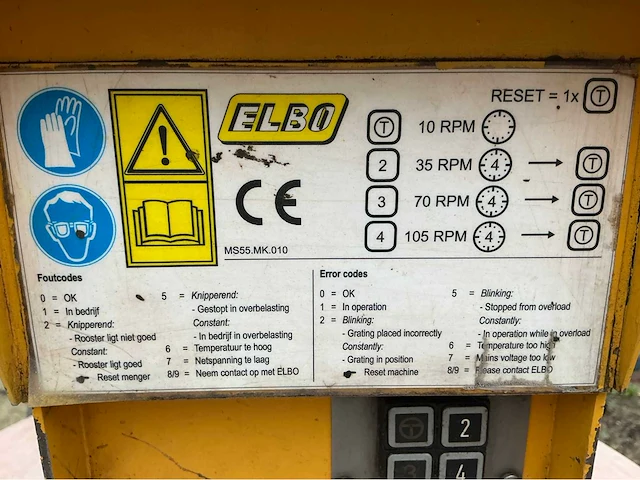 ELBO
RESET = 1x T
T 10 RPM
2 35 RPM 4 → T
3 70 RPM 4 → T
4 105 RPM 4 → T
CE
MS55.MK.010
Foutcodes
0 = OK
1 = In bedrijf
2 = Knipperend:
- Rooster ligt niet goed
Constant:
- Rooster ligt goed
Reset menger
5 = Knipperend:
- Gestopt in overbelasting
Constant:
- In bedrijf in overbelasting
6 = Temperatuur te hoog
7 = Netspanning te laag
8/9 = Neem contact op met ELBO
Error codes
0 = OK
1 = In operation
2 = Blinking:
- Grating placed incorrectly
Constantly:
- Grating in position
Reset machine
5 = Blinking:
- Stopped from overload
Constantly:
- In operation while in overload
6 = Temperature too high
7 = Mains voltage too low
8/9 = Please contact ELBO
T 2
3 4